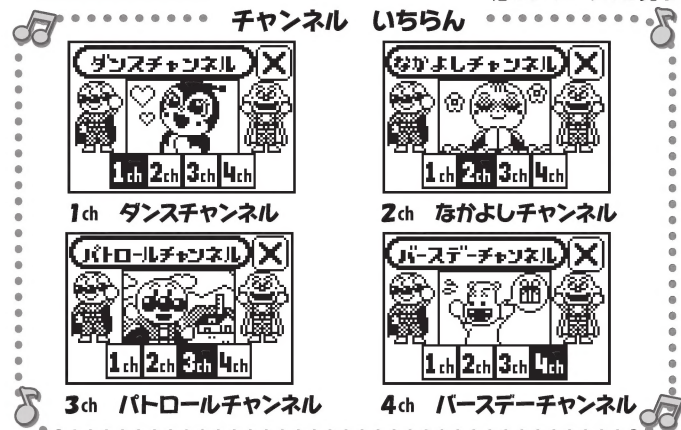 チャンネル いちらん
ダンスチャンネル
1ch 2ch 3ch 4ch
1ch ダンスチャンネル
なかよしチャンネル
1ch 2ch 3ch 4ch
2ch なかよしチャンネル
パトロールチャンネル
1ch 2ch 3ch 4ch
3ch パトロールチャンネル
バースデーチャンネル
1ch 2ch 3ch 4ch
4ch バースデーチャンネル